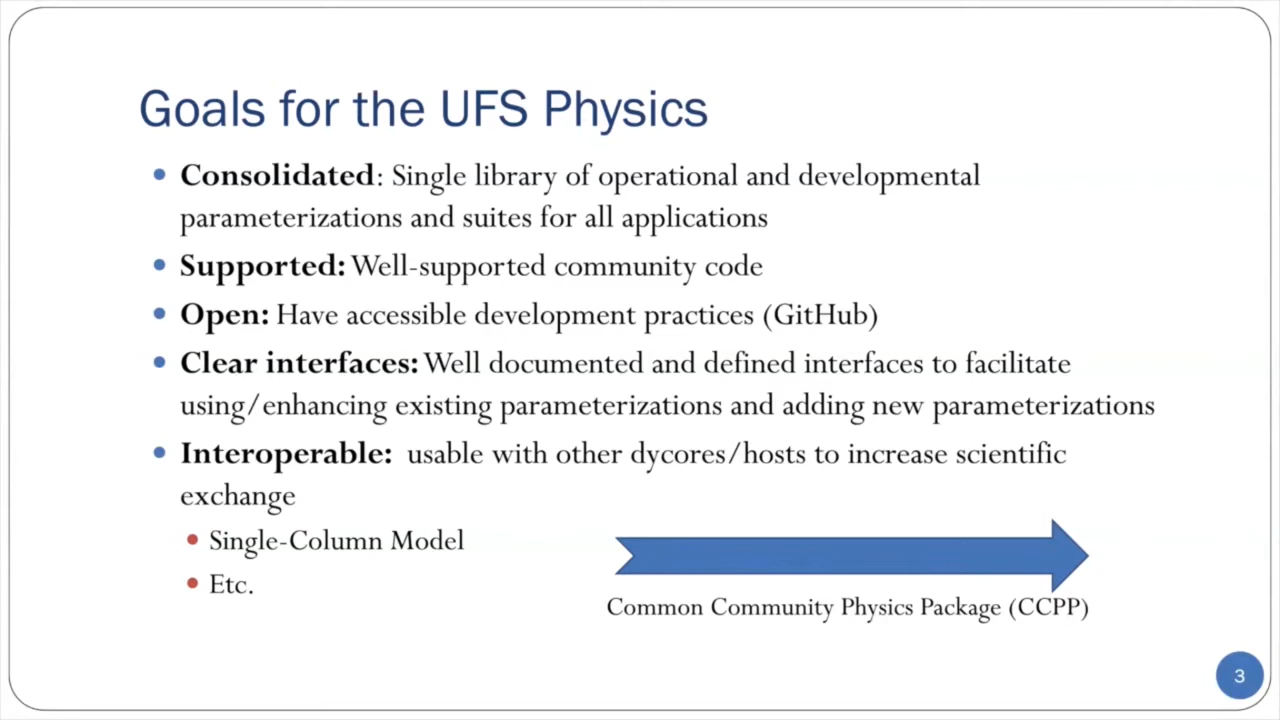 Goals for the UFS Physics
• Consolidated: Single library of operational and developmental
parameterizations and suites for all applications
• Supported: Well-supported community code
• Open: Have accessible development practices (GitHub)
• Clear interfaces: Well documented and defined interfaces to facilitate
using/enhancing existing parameterizations and adding new parameterizations
• Interoperable: usable with other dycores/hosts to increase scientific
exchange
• Single-Column Model
• Etc.
Common Community Physics Package (CCPP)
3